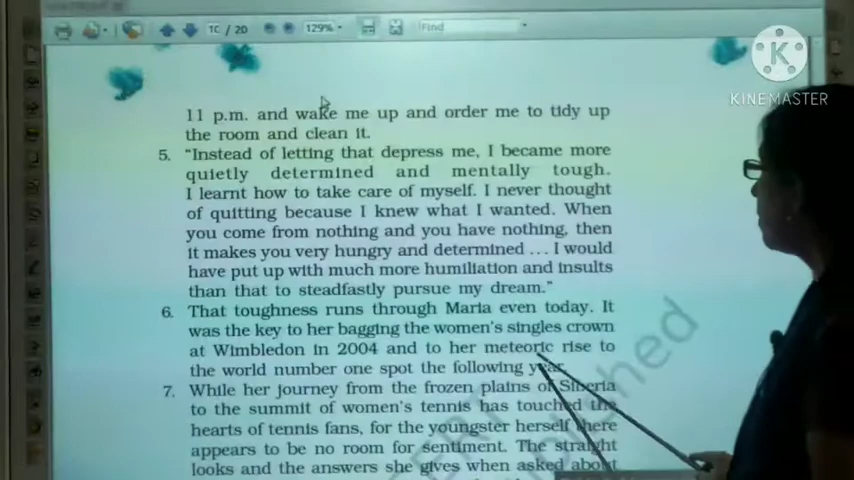 10 / 20
129%
Find
KINEMASTER
11 p.m. and wake me up and order me to tidy up
the room and clean it.
5. "Instead of letting that depress me, I became more
quietly determined and mentally tough.
I learnt how to take care of myself. I never thought
of quitting because I knew what I wanted. When
you come from nothing and you have nothing, then
it makes you very hungry and determined ... I would
have put up with much more humiliation and insults
than that to steadfastly pursue my dream."
6. That toughness runs through Maria even today. It
was the key to her bagging the women's singles crown
at Wimbledon in 2004 and to her meteoric rise to
the world number one spot the following year.
7. While her journey from the frozen plains of Siberia
to the summit of women's tennis has touched the
hearts of tennis fans, for the youngster herself there
appears to be no room for sentiment. The straight
looks and the answers she gives when asked about